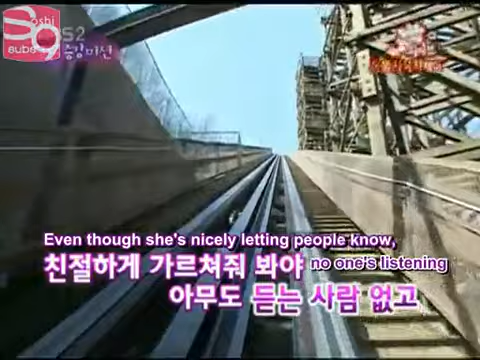 soshi
S2
subs
Even though she's nicely letting people know,
친절하게 가르쳐줘 봐야 no one's listening
아무도 듣는 사람 없고